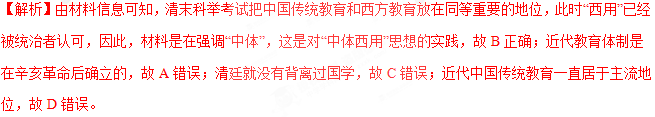 【解析】由材料信息可知，清末科举考试把中国传统教育和西方教育放在同等重要的地位，此时“西用”已经
被统治者认可，因此，材料是在强调“中体”，这是对“中体西用”思想的实践，故 B 正确；近代教育体制是
在辛亥革命后确立的，故 A 错误；清廷就没有背离过国学，故 C 错误；近代中国传统教育一直居于主流地
位，故 D 错误。